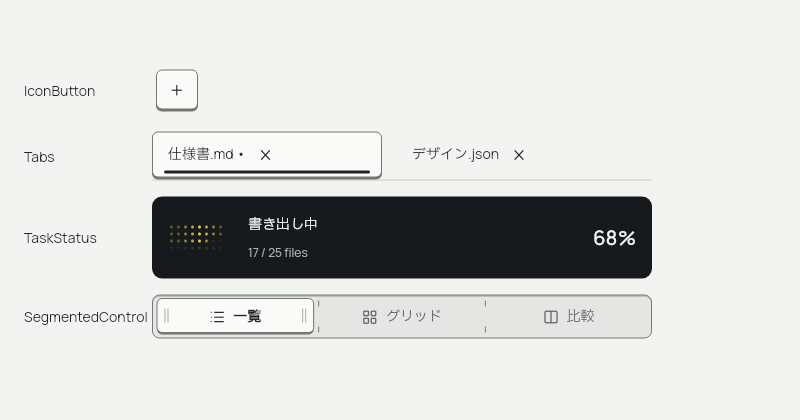 IconButton
Tabs
仕様書.md •
デザイン.json
TaskStatus
書き出し中
17 / 25 files
68%
SegmentedControl
一覧
グリッド
比較